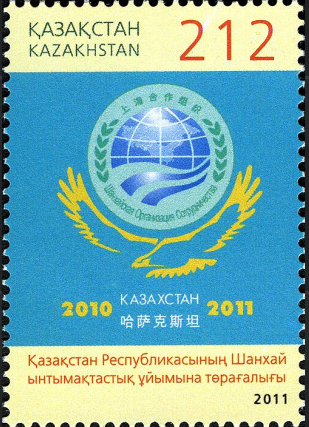 ҚАЗАҚСТАН
KAZAKHSTAN
212
上海合作组织
Шанхайская Организация Сотрудничества
2010
КАЗАХСТАН
哈萨克斯坦
2011
Қазақстан Республикасының Шанхай
ынтымақтастық ұйымына төрағалығы
2011